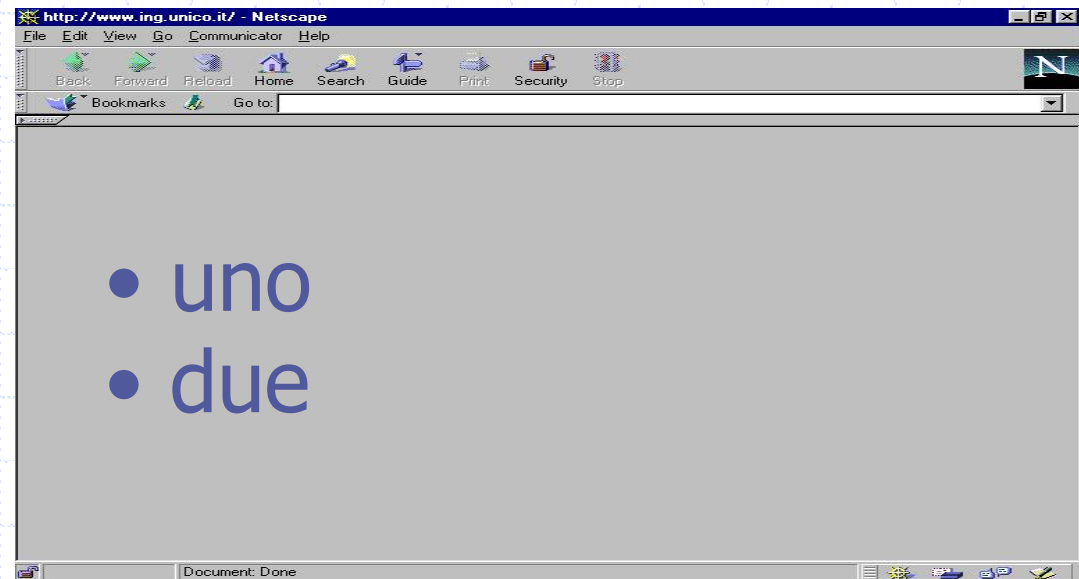 http://www.ing.unico.it/ - Netscape
File Edit View Go Communicator Help
Back Forward Reload Home Search Guide Print Security Stop
N
Bookmarks Go to:
• uno
• due
Document: Done